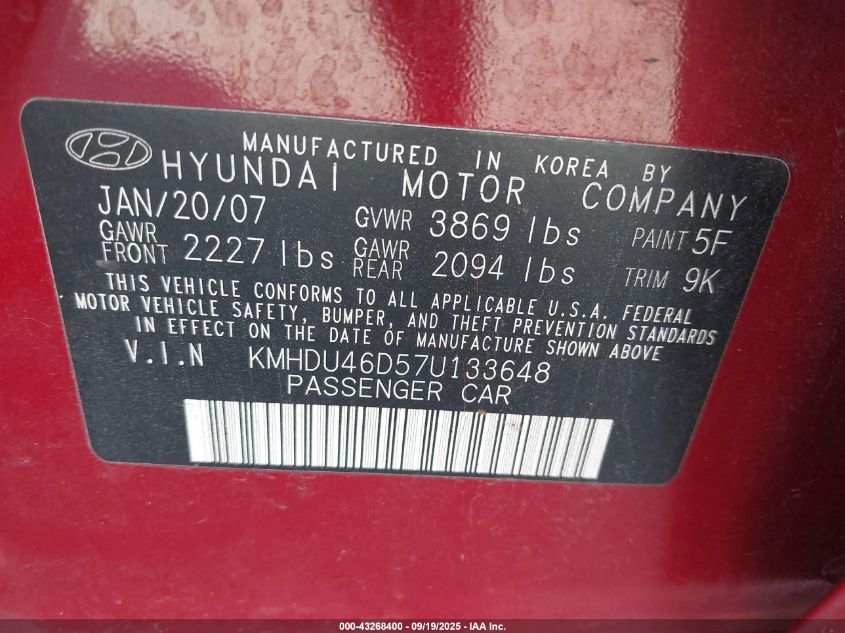 MANUFACTURED IN KOREA BY
HYUNDAI MOTOR COMPANY
JAN/20/07 GVWR 3869 lbs PAINT 5F
GAWR FRONT 2227 lbs GAWR REAR 2094 lbs TRIM 9K
THIS VEHICLE CONFORMS TO ALL APPLICABLE U.S.A. FEDERAL
MOTOR VEHICLE SAFETY, BUMPER, AND THEFT PREVENTION STANDARDS
IN EFFECT ON THE DATE OF MANUFACTURE SHOWN ABOVE
V.I.N KMHDU46D57U133648
PASSENGER CAR
000-43268400 - 09/19/2025 - IAA Inc.